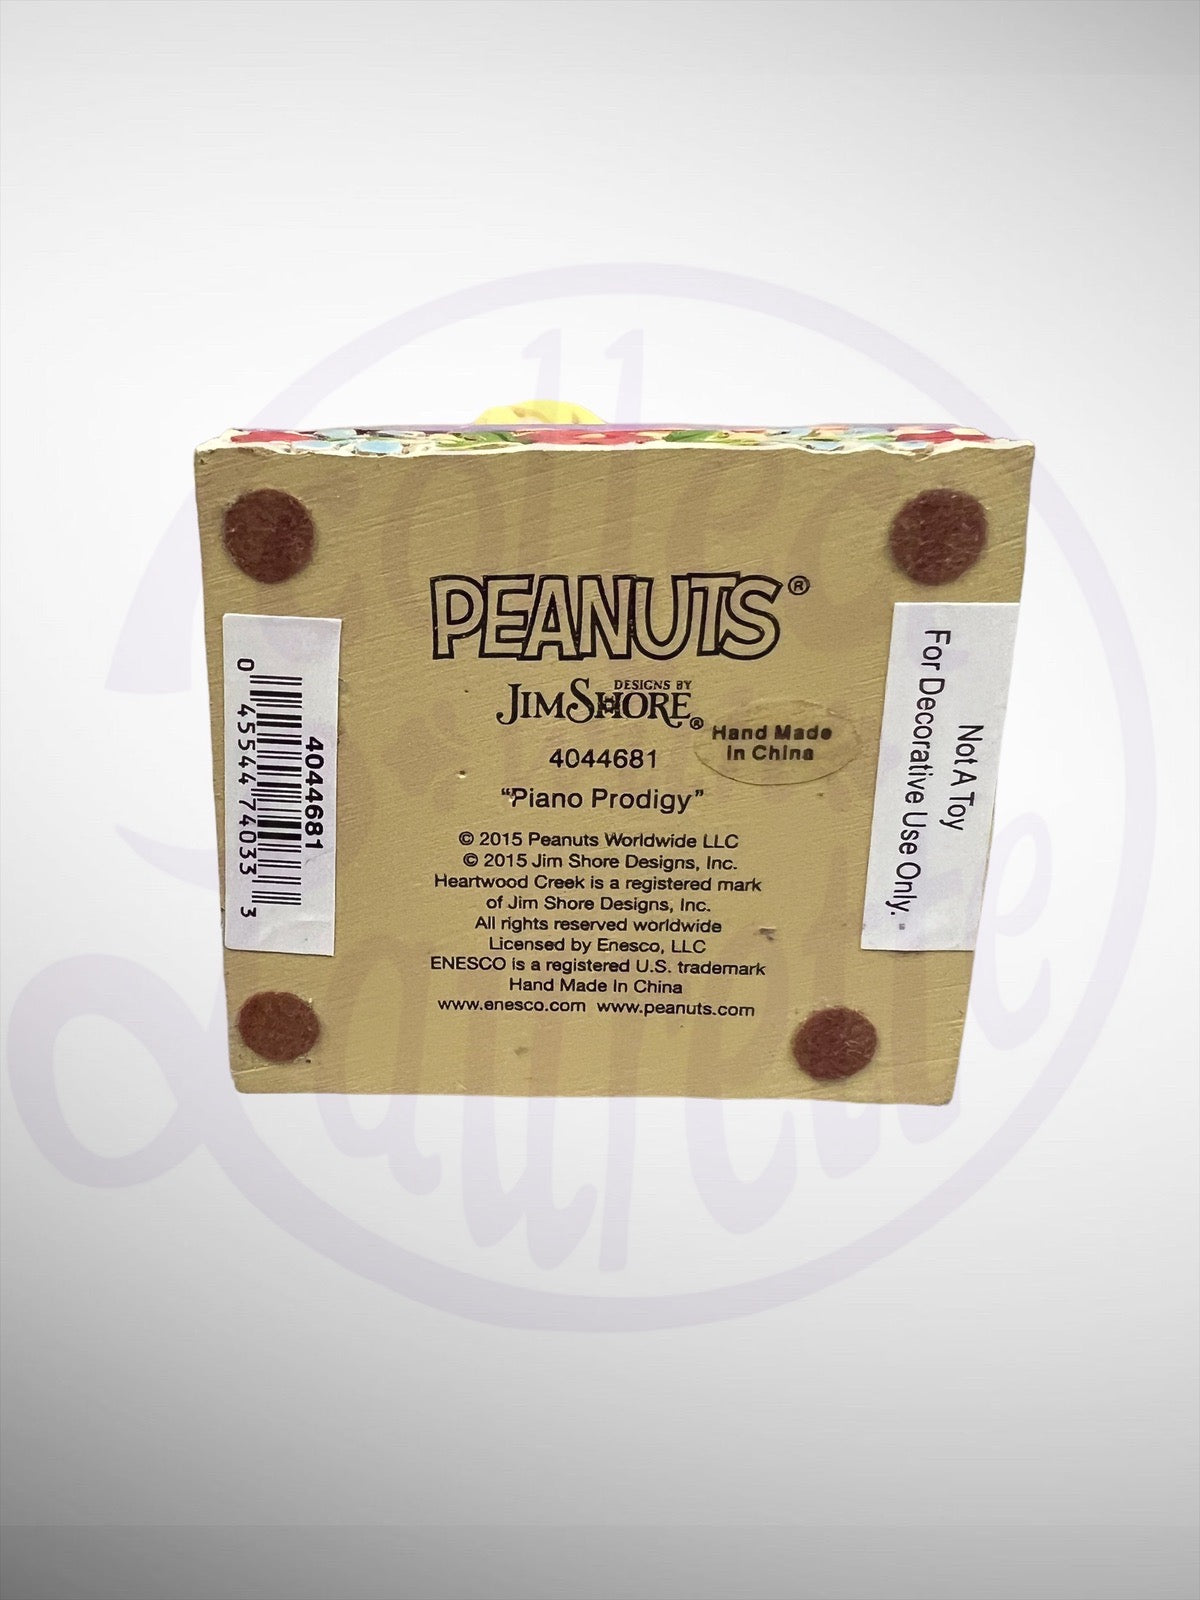 PEANUTS®
DESIGNS BY
JIM SHORE®
4044681
"Piano Prodigy"
© 2015 Peanuts Worldwide LLC
© 2015 Jim Shore Designs, Inc.
Heartwood Creek is a registered mark
of Jim Shore Designs, Inc.
All rights reserved worldwide
Licensed by Enesco, LLC
ENESCO is a registered U.S. trademark
Hand Made In China
www.enesco.com www.peanuts.com
Hand Made
In China
4044681
0 45544 74033 3
Not A Toy
For Decorative Use Only.